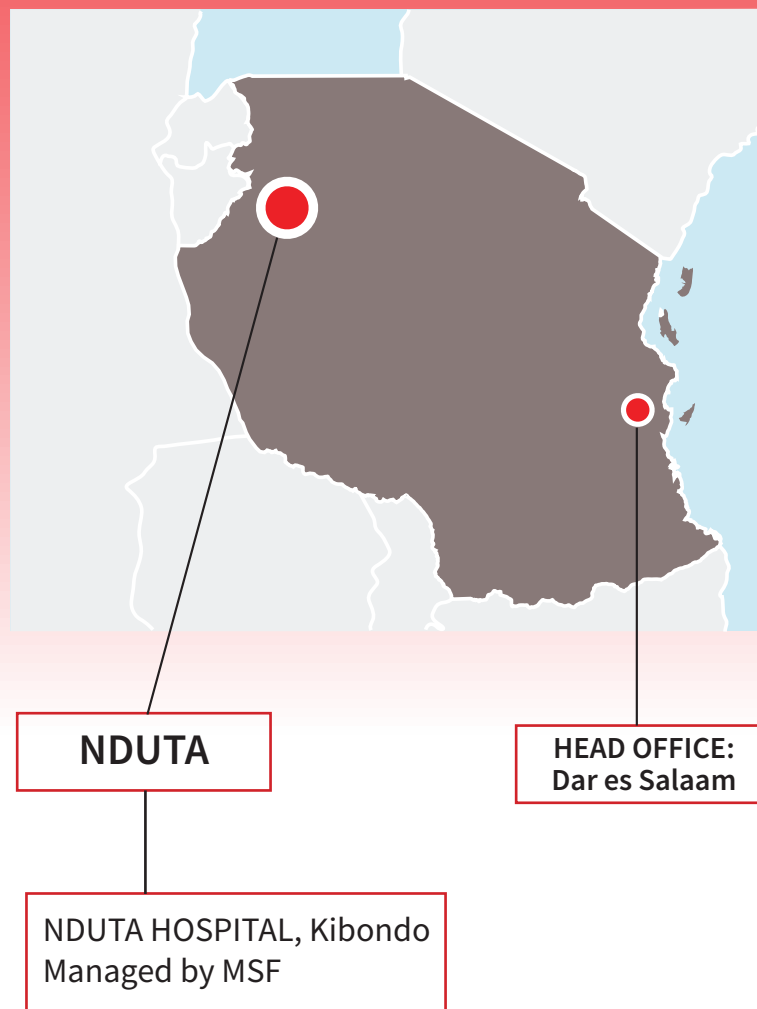 NDUTA
HEAD OFFICE:
Dar es Salaam
NDUTA HOSPITAL, Kibondo
Managed by MSF